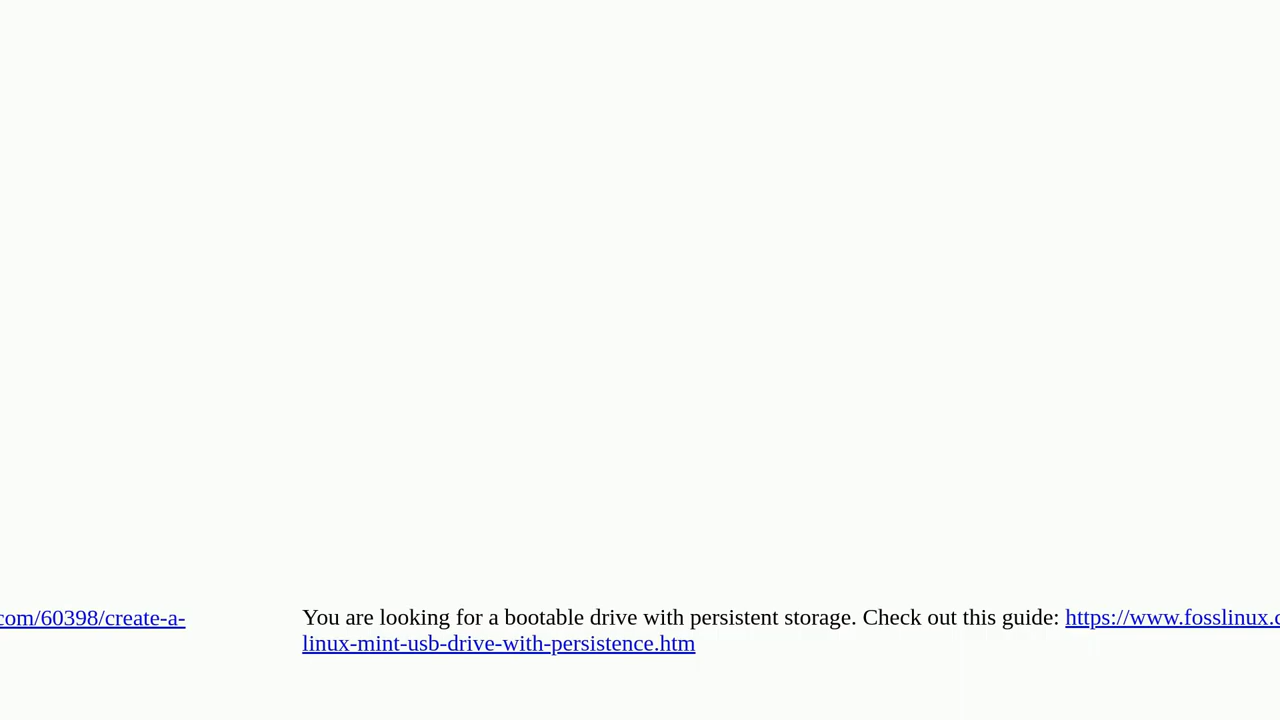 com/60398/create-a-
You are looking for a bootable drive with persistent storage. Check out this guide: https://www.fosslinux.c
linux-mint-usb-drive-with-persistence.htm